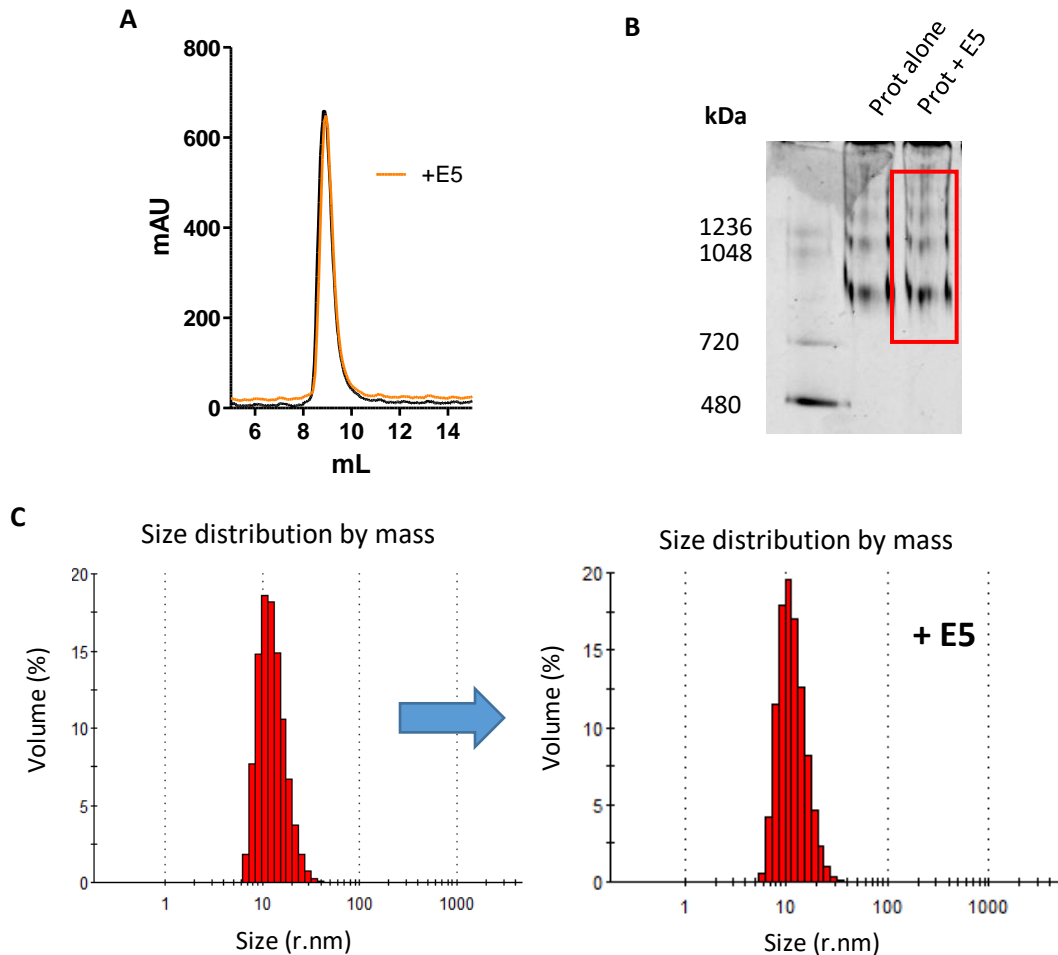 A
800
600
400
200
0
mAU
6 8 10 12 14
mL
+E5
B
Prot alone
Prot + E5
kDa
1236
1048
720
480
C
Size distribution by mass
20
15
10
5
0
Volume (%)
1 10 100 1000
Size (r.nm)
Size distribution by mass
20
15
10
5
0
Volume (%)
+ E5
1 10 100 1000
Size (r.nm)